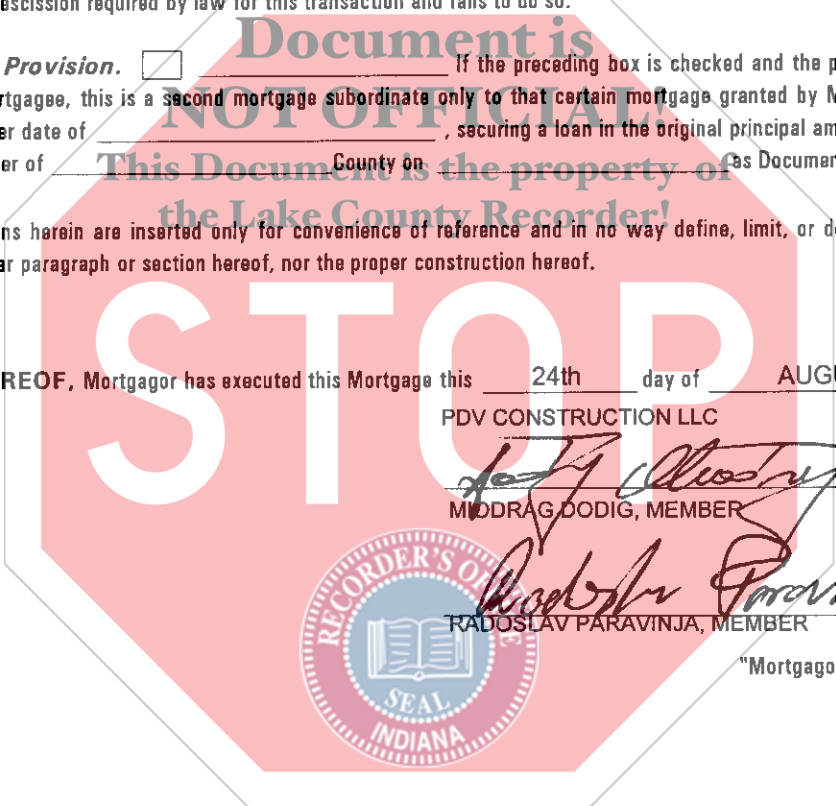 escission required by law for this transaction and fails to do so.
Document is
Provision. If the preceding box is checked and the p
rtgagee, this is a second mortgage subordinate only to that certain mortgage granted by M
NOT OFFICIAL!
er date of , securing a loan in the original principal am
er of County on as Documen
This Document is the property of
the Lake County Recorder!
ns herein are inserted only for convenience of reference and in no way define, limit, or de
er paragraph or section hereof, nor the proper construction hereof.
STOP
REOF, Mortgagor has executed this Mortgage this 24th day of AUGU
PDV CONSTRUCTION LLC
MIODRAG DODIG, MEMBER
RADOSLAV PARAVINJA, MEMBER
"Mortgago
RECORDER'S OFFICE
SEAL
INDIANA